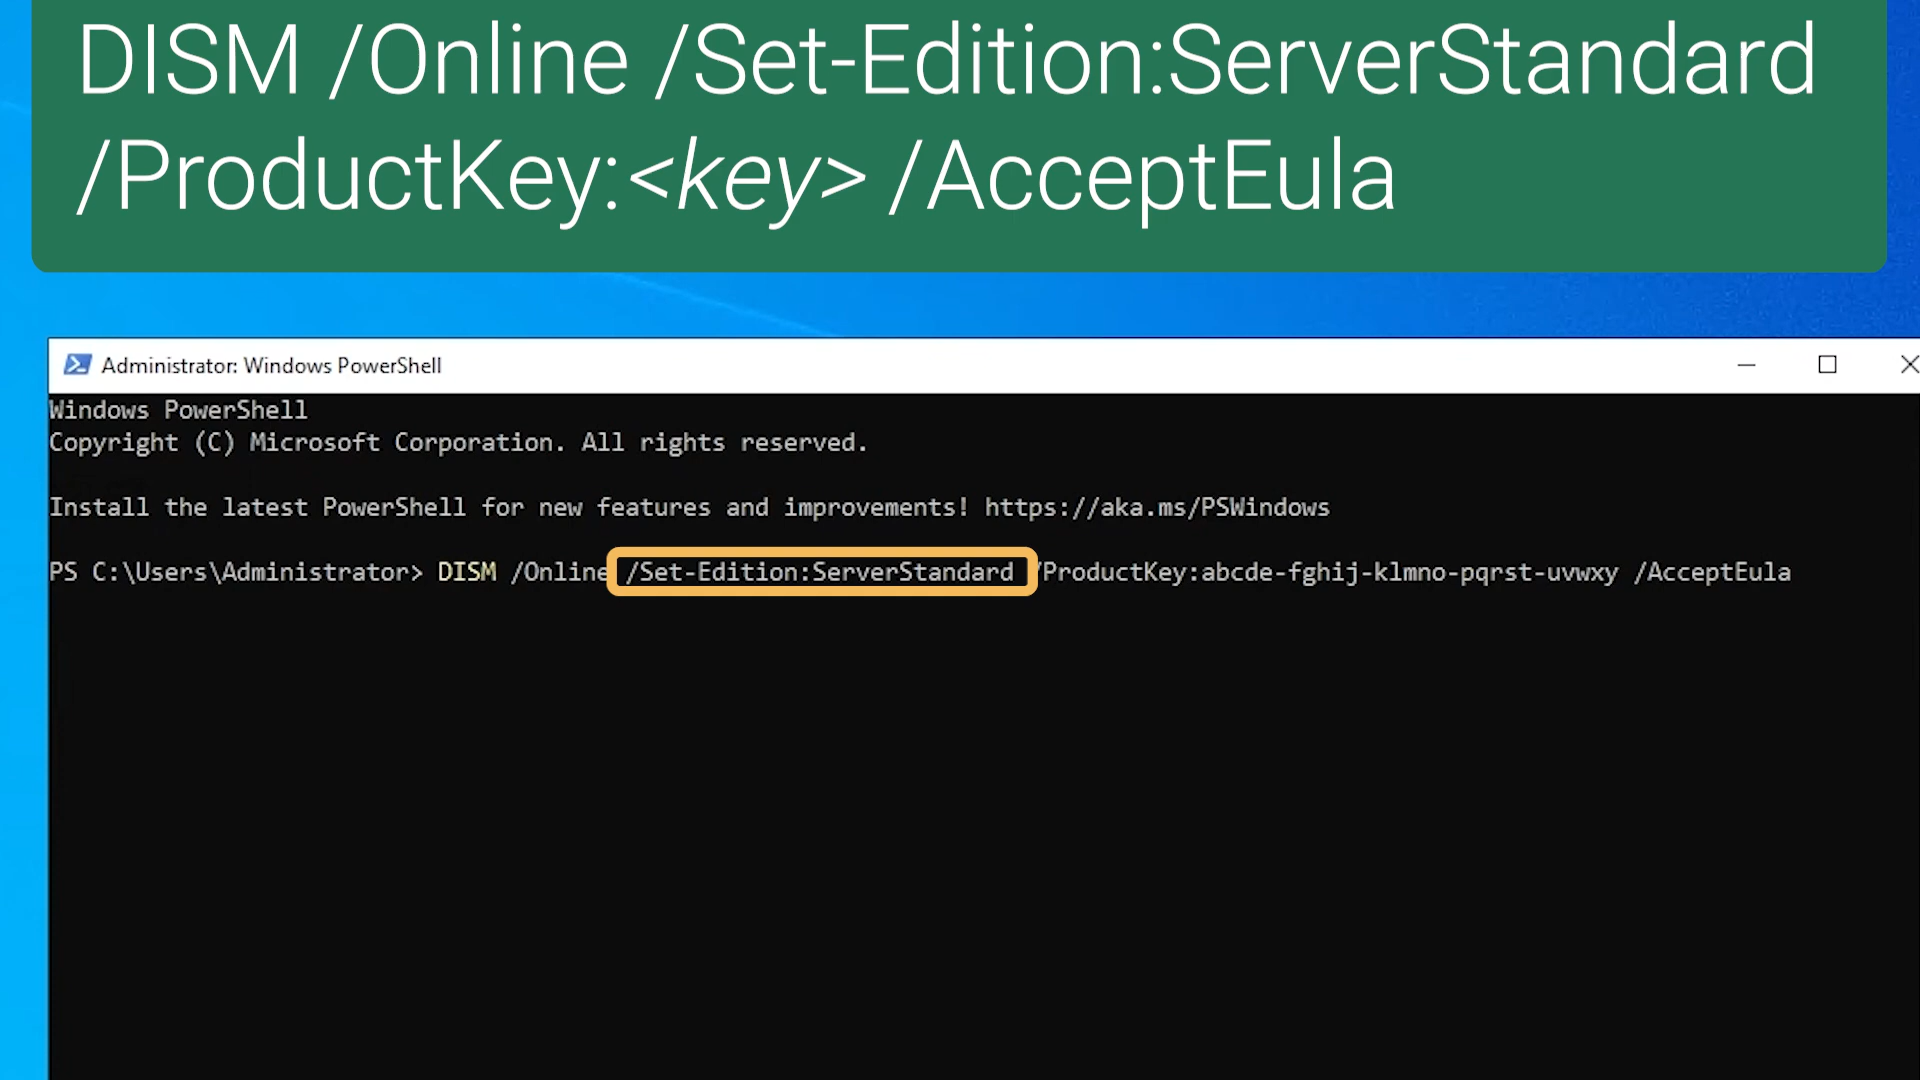 DISM /Online /Set-Edition:ServerStandard
/ProductKey:<key> /AcceptEula
Administrator: Windows PowerShell
Windows PowerShell
Copyright (C) Microsoft Corporation. All rights reserved.
Install the latest PowerShell for new features and improvements! https://aka.ms/PSWindows
PS C:\Users\Administrator> DISM /Online /Set-Edition:ServerStandard /ProductKey:abcde-fghij-klmno-pqrst-uvwxy /AcceptEula